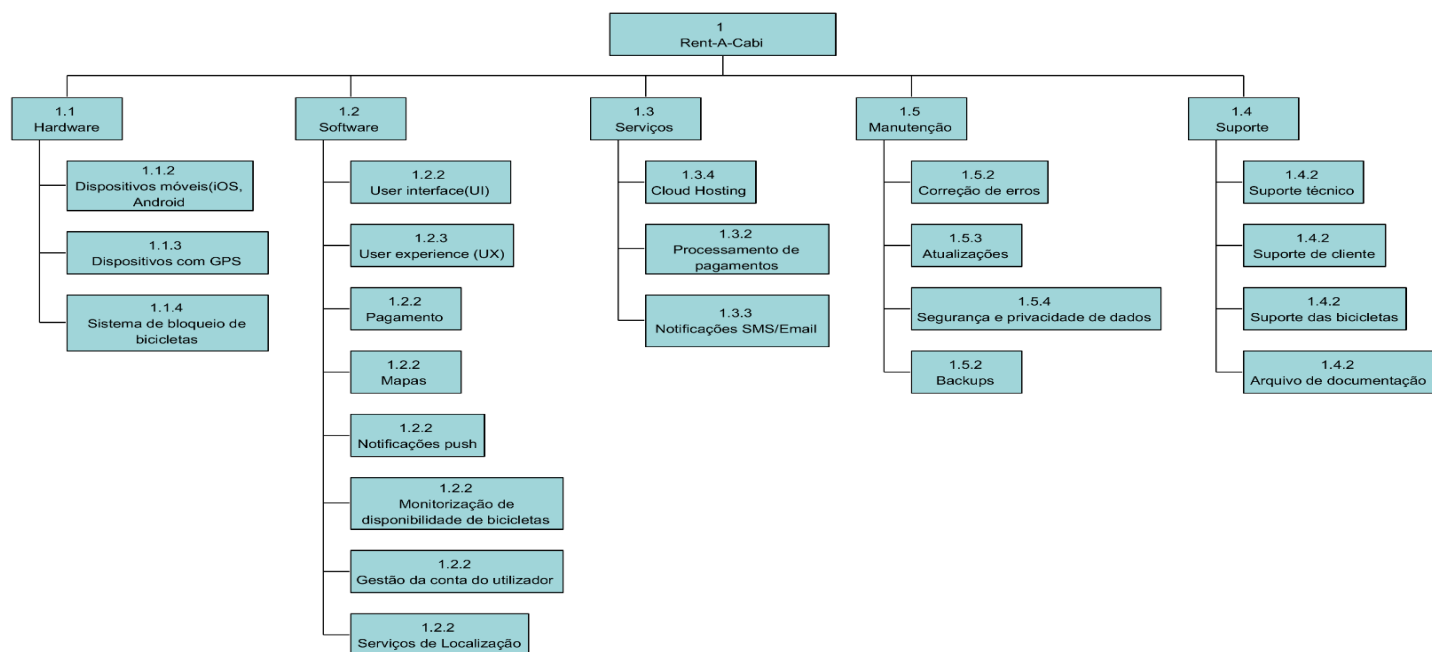 1
Rent-A-Cabi
1.1
Hardware
1.1.2
Dispositivos móveis(iOS,
Android
1.1.3
Dispositivos com GPS
1.1.4
Sistema de bloqueio de
bicicletas
1.2
Software
1.2.2
User interface(UI)
1.2.3
User experience (UX)
1.2.2
Pagamento
1.2.2
Mapas
1.2.2
Notificações push
1.2.2
Monitorização de
disponibilidade de bicicletas
1.2.2
Gestão da conta do utilizador
1.2.2
Serviços de Localização
1.3
Serviços
1.3.4
Cloud Hosting
1.3.2
Processamento de
pagamentos
1.3.3
Notificações SMS/Email
1.5
Manutenção
1.5.2
Correção de erros
1.5.3
Atualizações
1.5.4
Segurança e privacidade de dados
1.5.2
Backups
1.4
Suporte
1.4.2
Suporte técnico
1.4.2
Suporte de cliente
1.4.2
Suporte das bicicletas
1.4.2
Arquivo de documentação